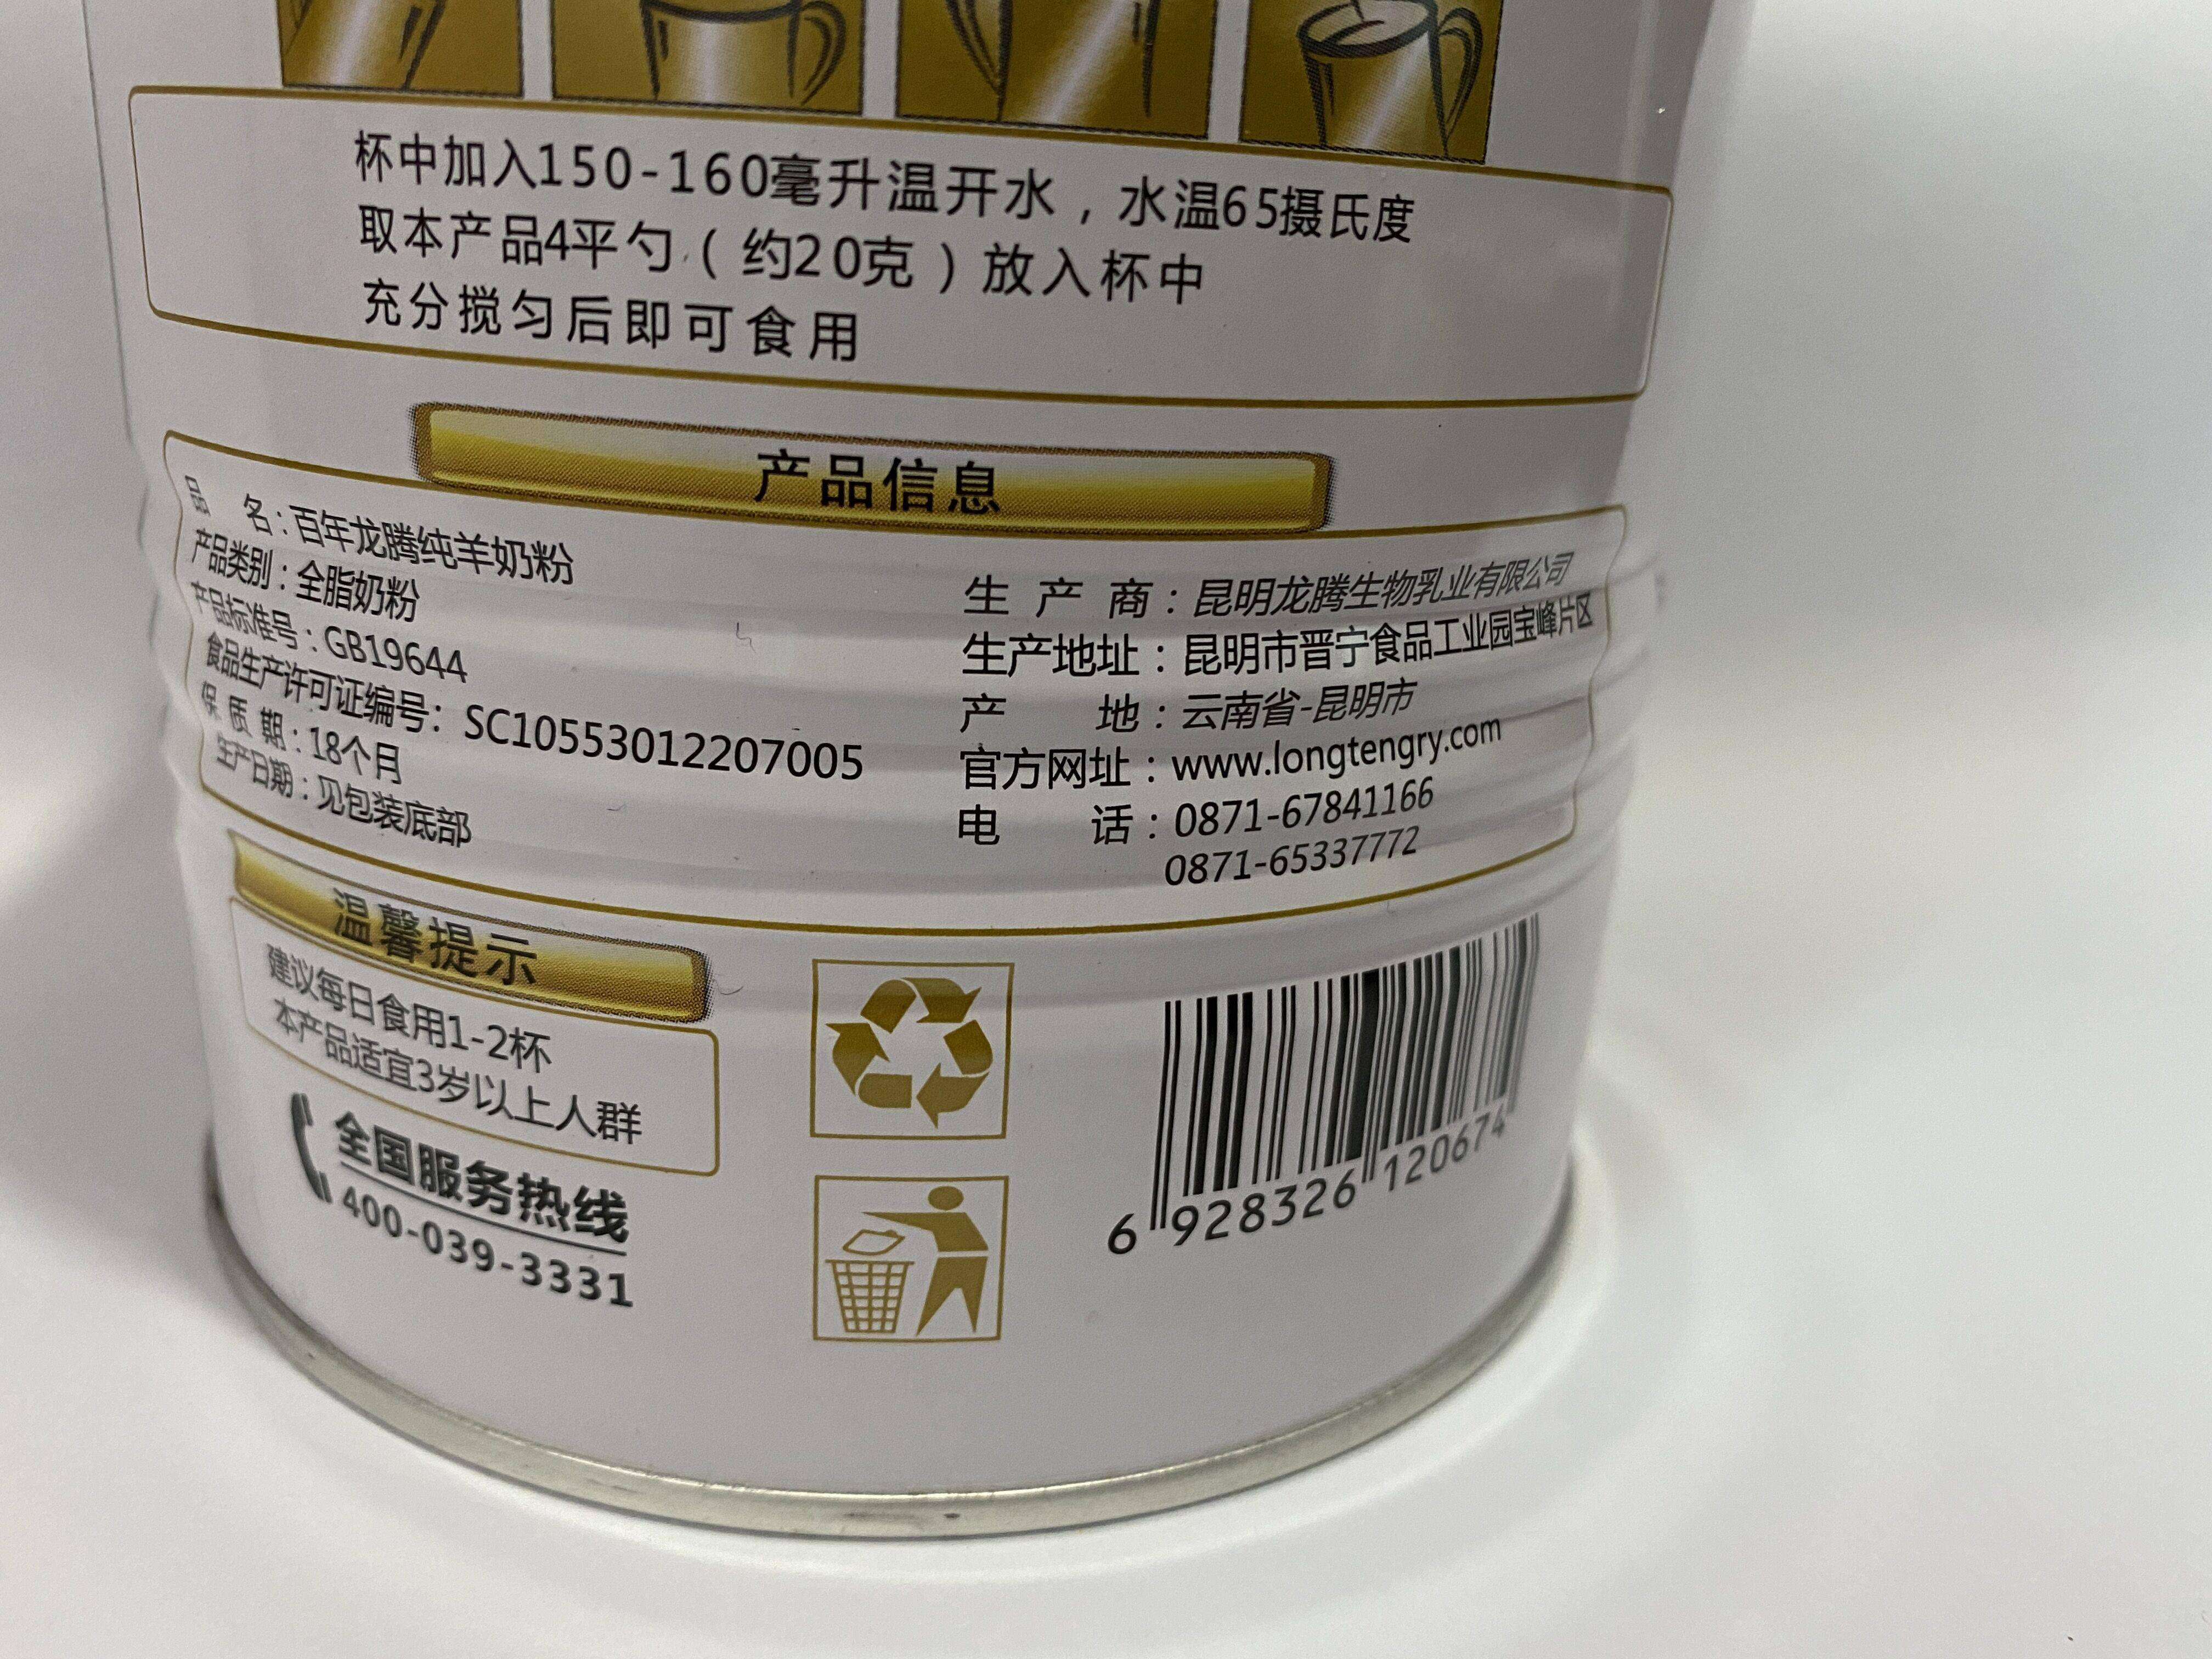 杯中加入150-160毫升温开水，水温65摄氏度
取本产品4平勺（约20克）放入杯中
充分搅匀后即可食用
产品信息
品 名：百年龙腾纯羊奶粉
产品类别：全脂奶粉
产品标准号：GB19644
食品生产许可证编号：SC10553012207005
保 质 期：18个月
生产日期：见包装底部
生 产 商：昆明龙腾生物乳业有限公司
生产地址：昆明市晋宁食品工业园宝峰片区
产 地：云南省-昆明市
官方网址：www.longtengry.com
电 话：0871-67841166
0871-65337772
温馨提示
建议每日食用1-2杯
本产品适宜3岁以上人群
全国服务热线
400-039-3331
6 928326 120674